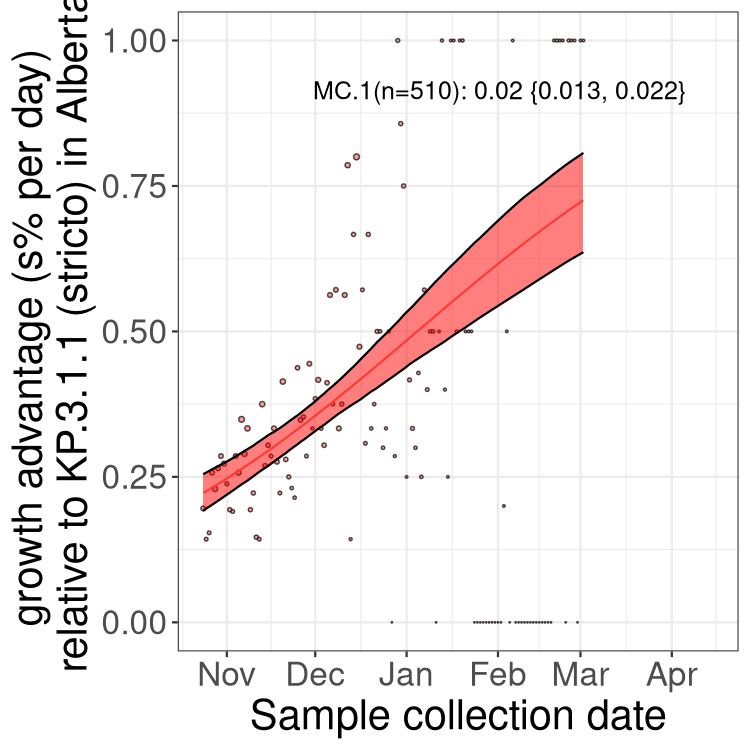 growth advantage (s% per day)
relative to KP.3.1.1 (stricto) in Alberta
1.00
0.75
0.50
0.25
0.00
MC.1(n=510): 0.02 {0.013, 0.022}
Nov Dec Jan Feb Mar Apr
Sample collection date